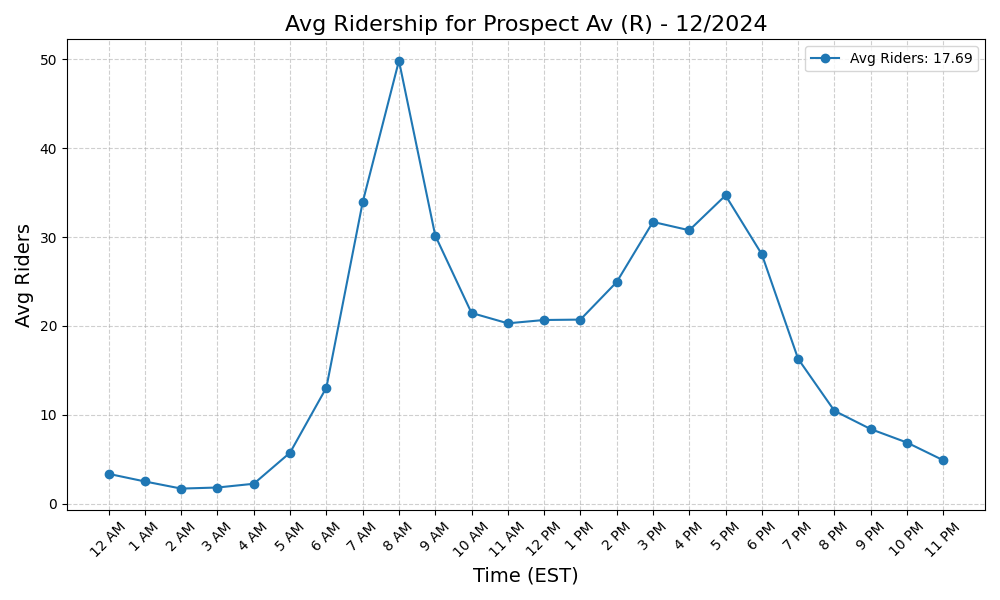 Avg Ridership for Prospect Av (R) - 12/2024
Avg Riders: 17.69
Avg Riders
50
40
30
20
10
0
12 AM
1 AM
2 AM
3 AM
4 AM
5 AM
6 AM
7 AM
8 AM
9 AM
10 AM
11 AM
12 PM
1 PM
2 PM
3 PM
4 PM
5 PM
6 PM
7 PM
8 PM
9 PM
10 PM
11 PM
Time (EST)